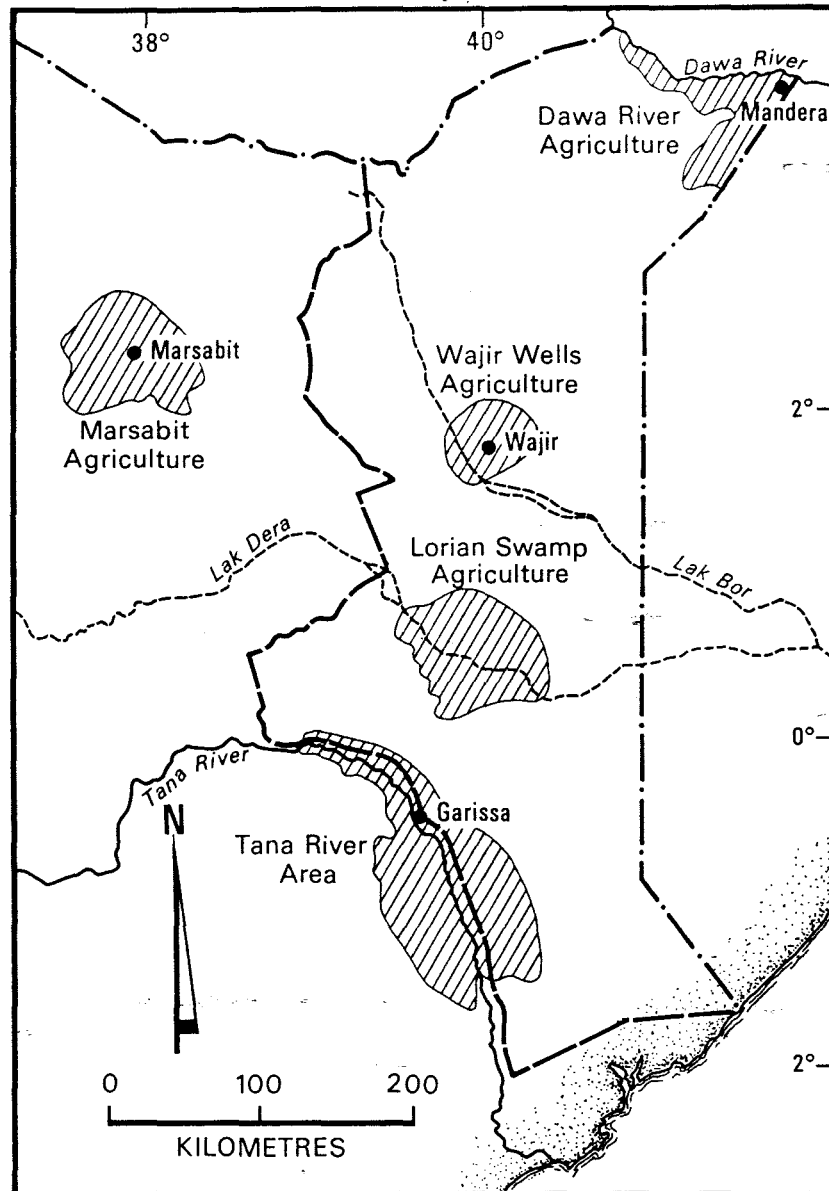 38°
40°
Dawa River
Mandera
Dawa River
Agriculture
Marsabit
Marsabit
Agriculture
Wajir Wells
Agriculture
Wajir
2°
Lak Dera
Lorian Swamp
Agriculture
Lak Bor
0°
Tana River
N
Garissa
Tana River
Area
2°
0 100 200
KILOMETRES